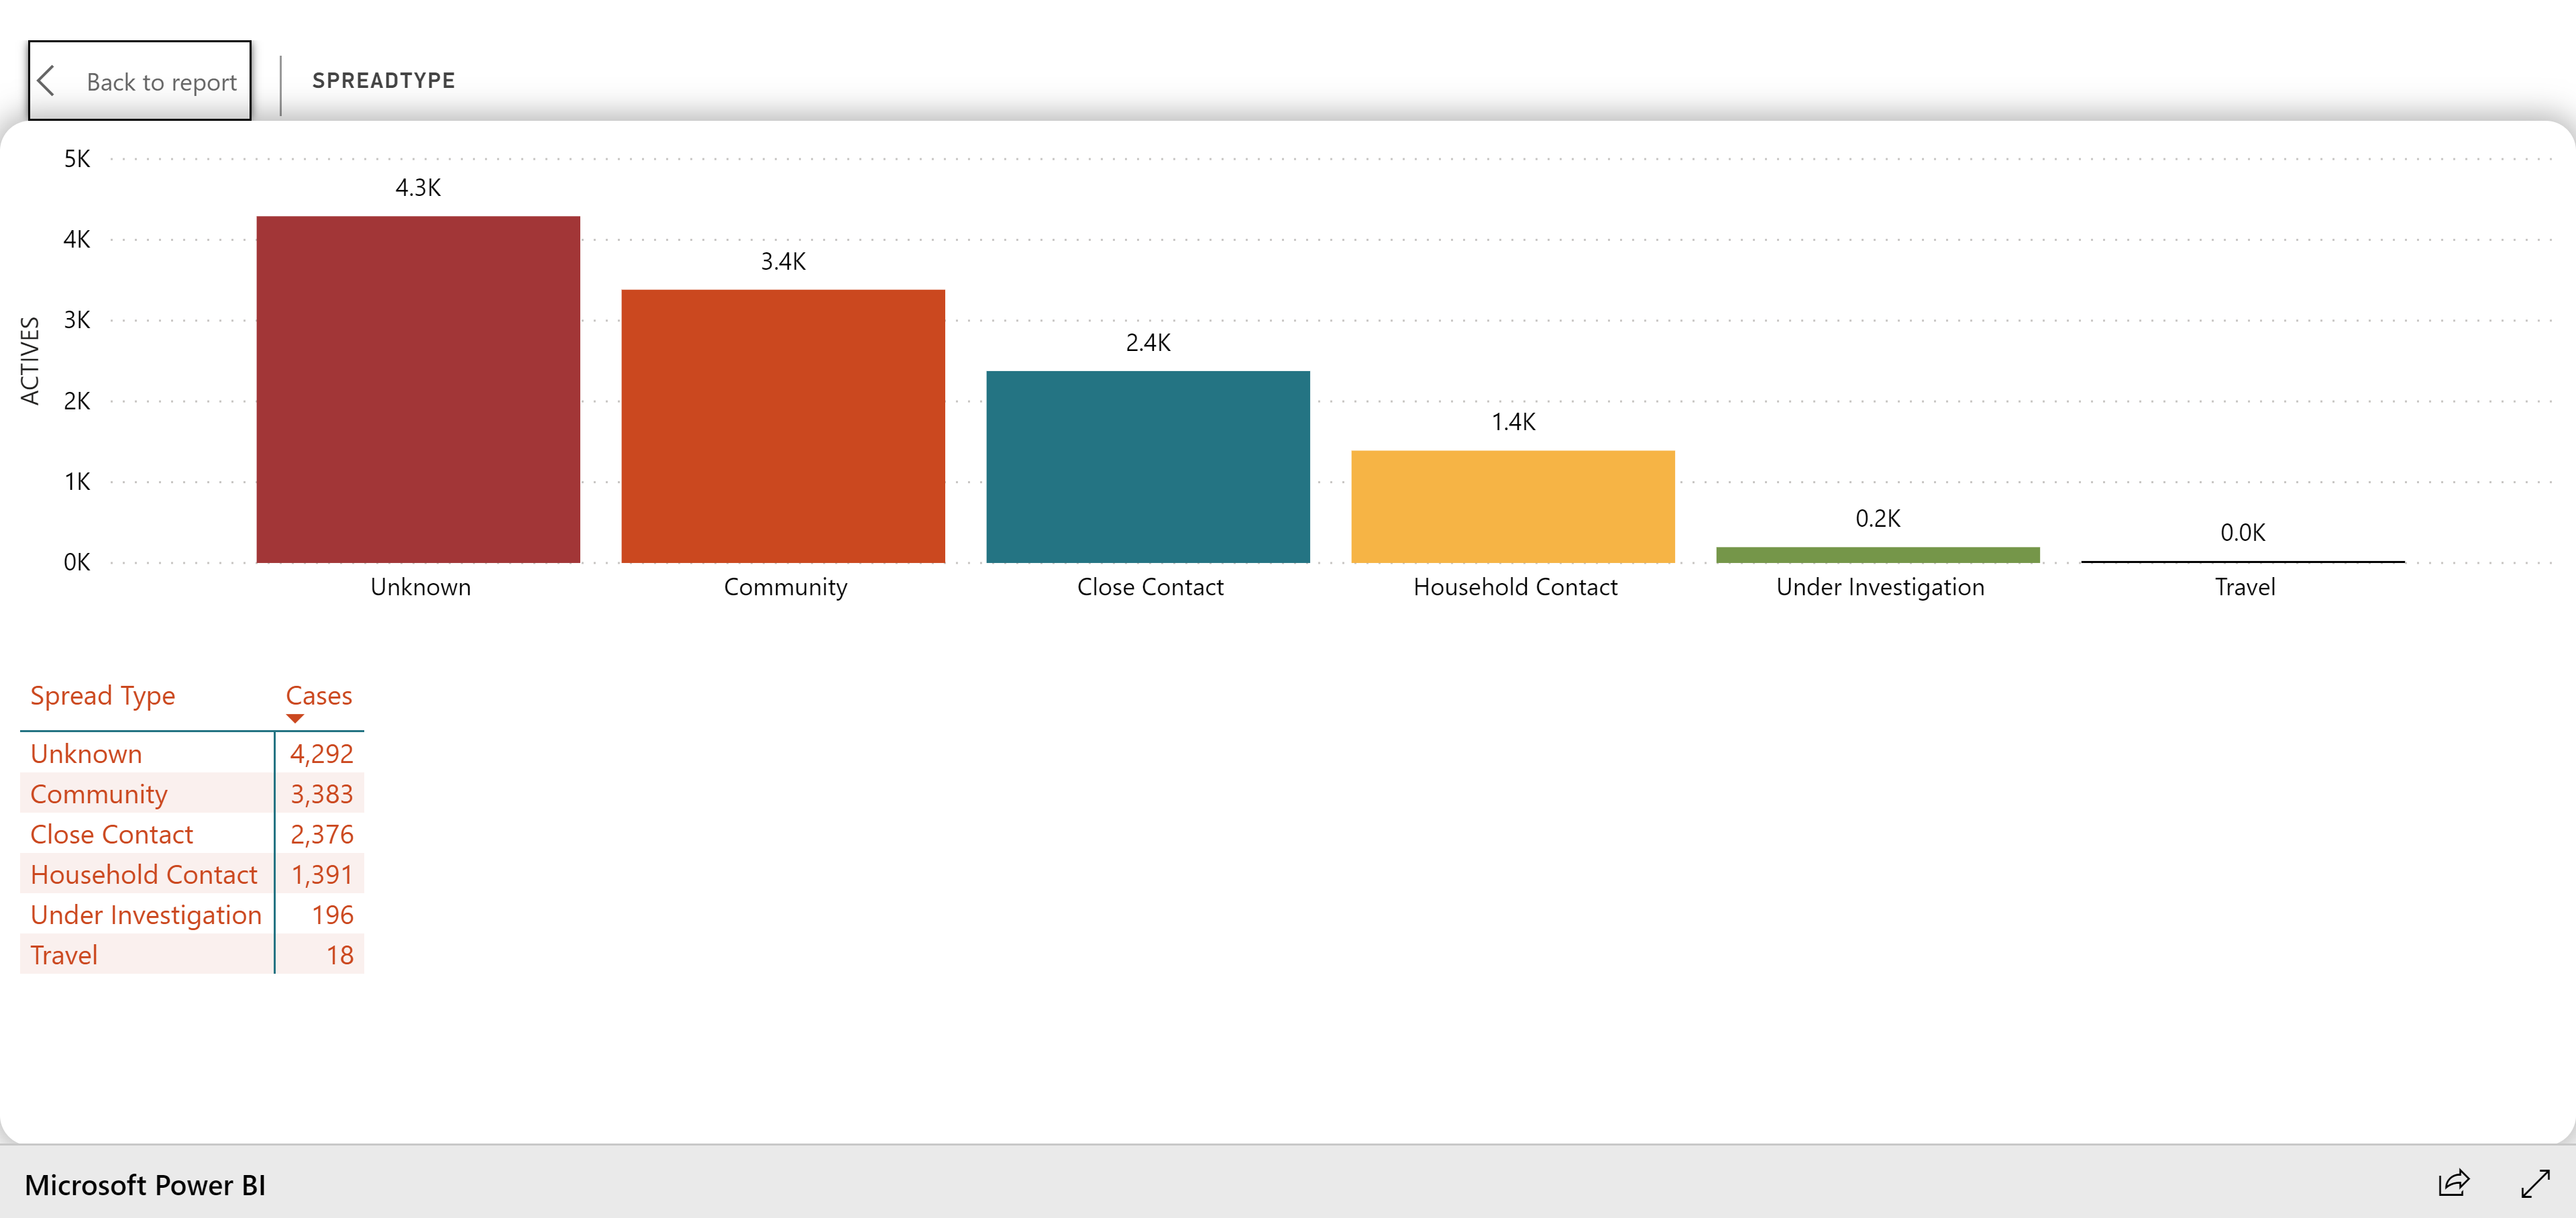 Back to report
SPREADTYPE
5K
4.3K
4K
3.4K
3K
2.4K
ACTIVES
2K
1.4K
1K
0.2K
0.0K
0K
Unknown Community Close Contact Household Contact Under Investigation Travel
Spread Type Cases
Unknown 4,292
Community 3,383
Close Contact 2,376
Household Contact 1,391
Under Investigation 196
Travel 18
Microsoft Power BI